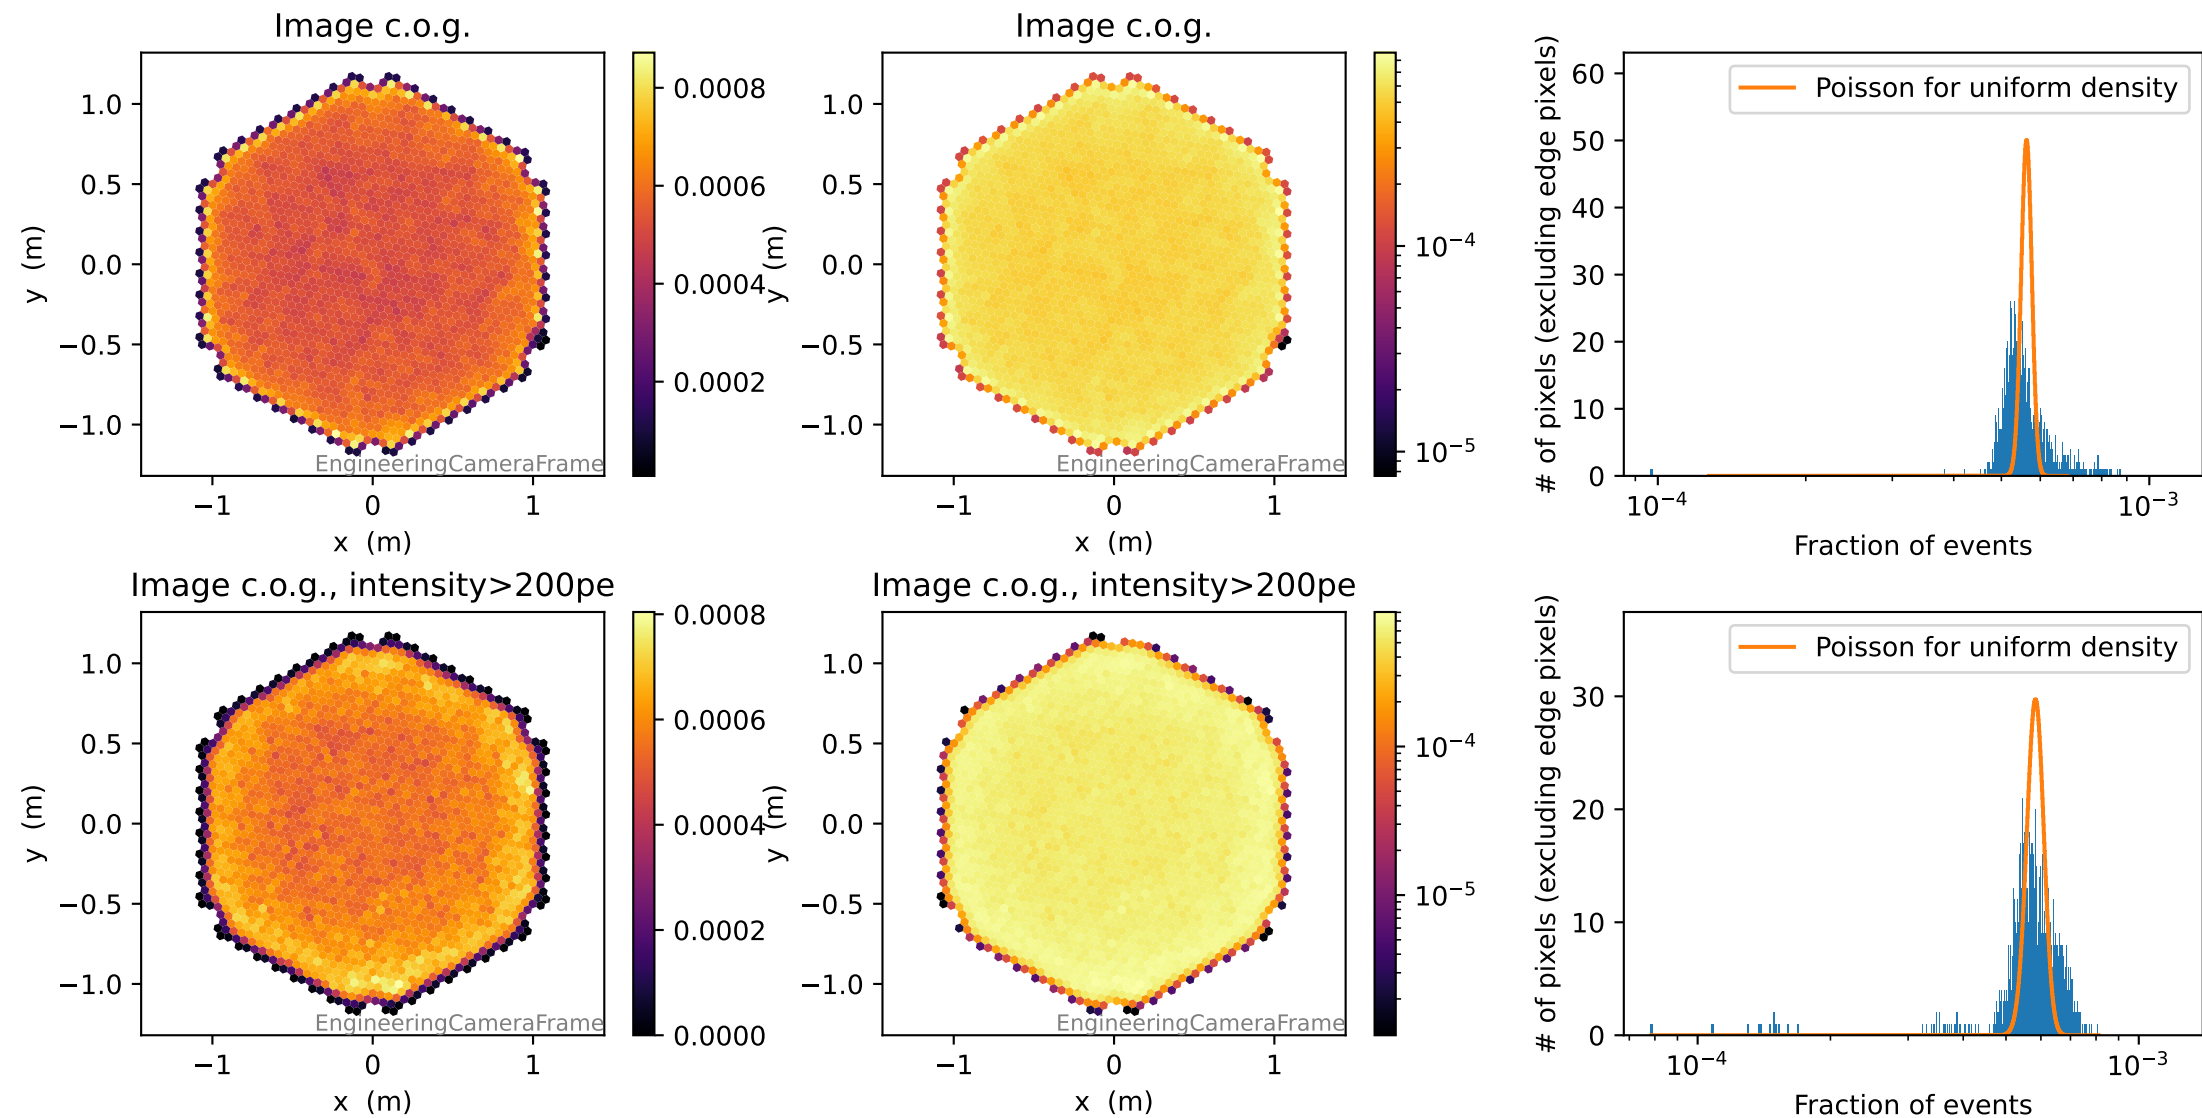 Image c.o.g.
1.0
0.5
0.0
−0.5
−1.0
y (m)
−1 0 1
x (m)
EngineeringCameraFrame
0.0008
0.0006
0.0004
0.0002
Image c.o.g.
1.0
0.5
0.0
−0.5
−1.0
y (m)
−1 0 1
x (m)
EngineeringCameraFrame
10⁻⁴
10⁻⁵
Poisson for uniform density
60
50
40
30
20
10
0
# of pixels (excluding edge pixels)
10⁻⁴ 10⁻³
Fraction of events
Image c.o.g., intensity>200pe
1.0
0.5
0.0
−0.5
−1.0
y (m)
−1 0 1
x (m)
EngineeringCameraFrame
0.0008
0.0006
0.0004
0.0002
0.0000
Image c.o.g., intensity>200pe
1.0
0.5
0.0
−0.5
−1.0
y (m)
−1 0 1
x (m)
EngineeringCameraFrame
10⁻⁴
10⁻⁵
Poisson for uniform density
30
20
10
0
# of pixels (excluding edge pixels)
10⁻⁴ 10⁻³
Fraction of events